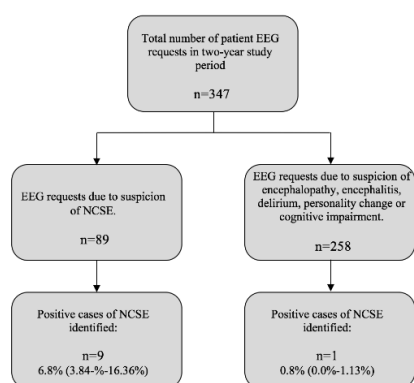 Total number of patient EEG
requests in two-year study
period
n=347
EEG requests due to suspicion
of NCSE.
n=89
EEG requests due to suspicion of
encephalopathy, encephalitis,
delirium, personality change or
cognitive impairment.
n=258
Positive cases of NCSE
identified:
n=9
6.8% (3.84-%-16.36%)
Positive cases of NCSE
identified:
n=1
0.8% (0.0%-1.13%)